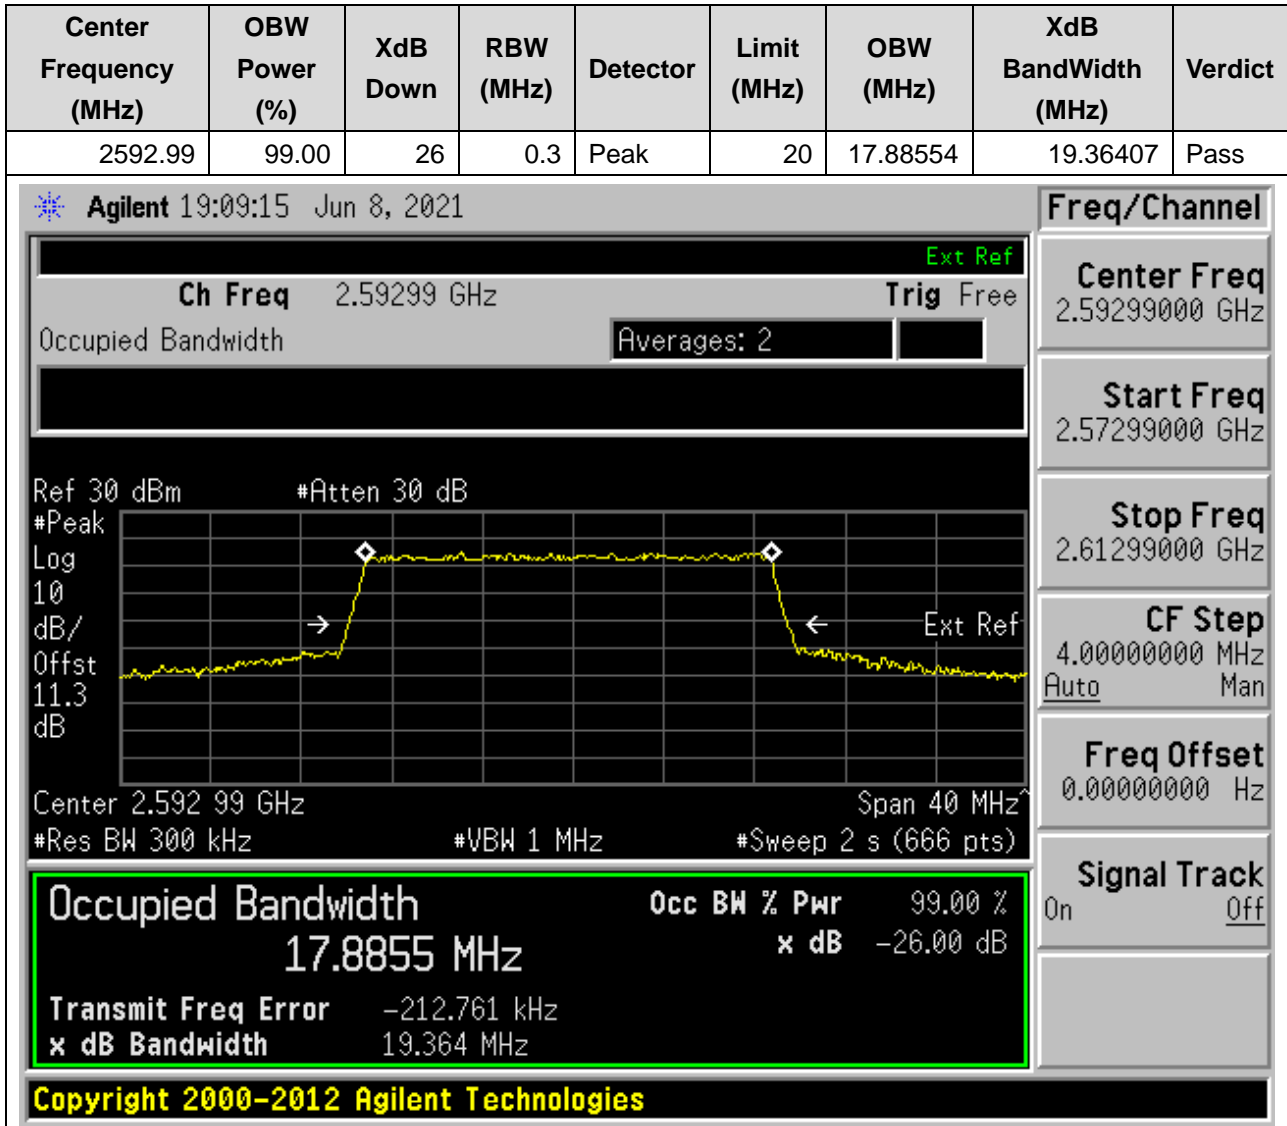 Center Frequency (MHz) OBW Power (%) XdB Down RBW (MHz) Detector Limit (MHz) OBW (MHz) XdB BandWidth (MHz) Verdict
2592.99 99.00 26 0.3 Peak 20 17.88554 19.36407 Pass
Agilent 19:09:15 Jun 8, 2021
Freq/Channel
Ext Ref
Ch Freq 2.59299 GHz Trig Free
Occupied Bandwidth Averages: 2
Center Freq
2.59299000 GHz
Start Freq
2.57299000 GHz
Stop Freq
2.61299000 GHz
CF Step
4.00000000 MHz
Auto Man
Freq Offset
0.00000000 Hz
Signal Track
On Off
Ref 30 dBm #Atten 30 dB
#Peak
Log
10
dB/
Offst
11.3
dB
Ext Ref
Center 2.592 99 GHz Span 40 MHz^
#Res BW 300 kHz #VBW 1 MHz #Sweep 2 s (666 pts)
Occupied Bandwidth
17.8855 MHz
Occ BW % Pwr 99.00 %
x dB -26.00 dB
Transmit Freq Error -212.761 kHz
x dB Bandwidth 19.364 MHz
Copyright 2000-2012 Agilent Technologies